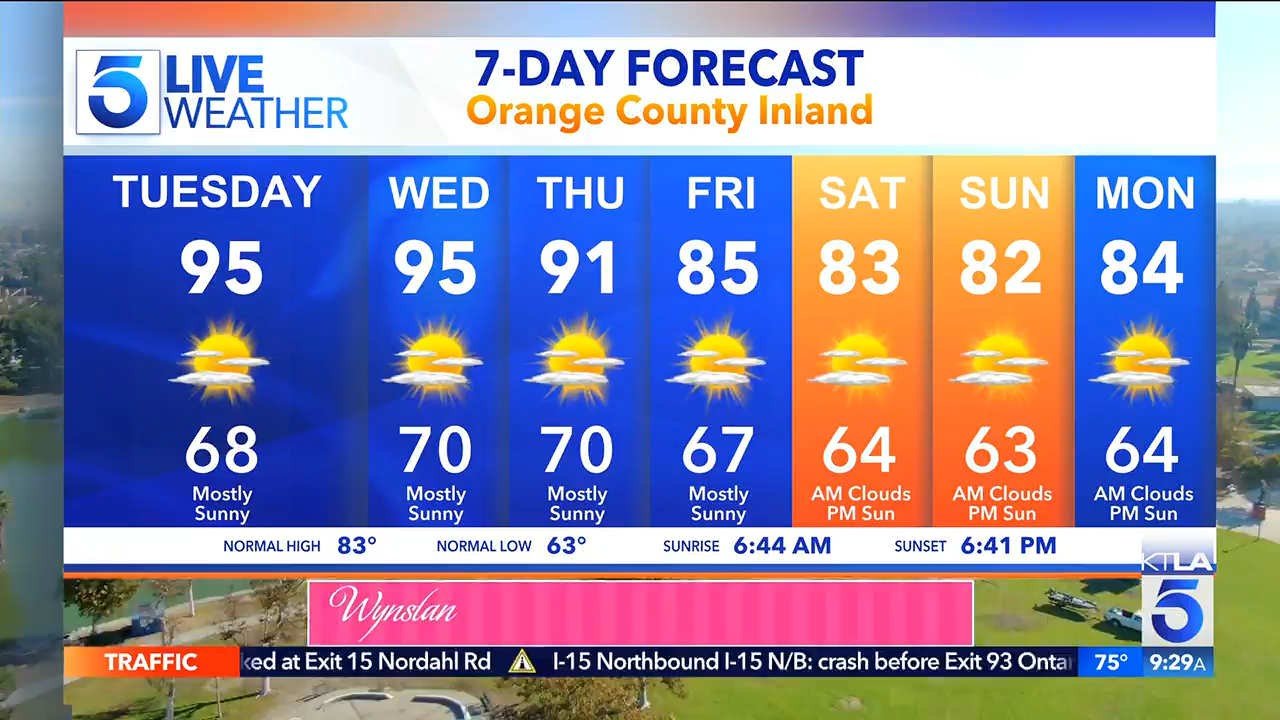 5 LIVE
WEATHER
7-DAY FORECAST
Orange County Inland
TUESDAY WED THU FRI SAT SUN MON
95 95 91 85 83 82 84
68 70 70 67 64 63 64
Mostly Mostly Mostly Mostly AM Clouds AM Clouds AM Clouds
Sunny Sunny Sunny Sunny PM Sun PM Sun PM Sun
NORMAL HIGH 83° NORMAL LOW 63° SUNRISE 6:44 AM SUNSET 6:41 PM
KTLA
5
Wynslan
TRAFFIC ked at Exit 15 Nordahl Rd I-15 Northbound I-15 N/B: crash before Exit 93 Ontar 75° 9:29A